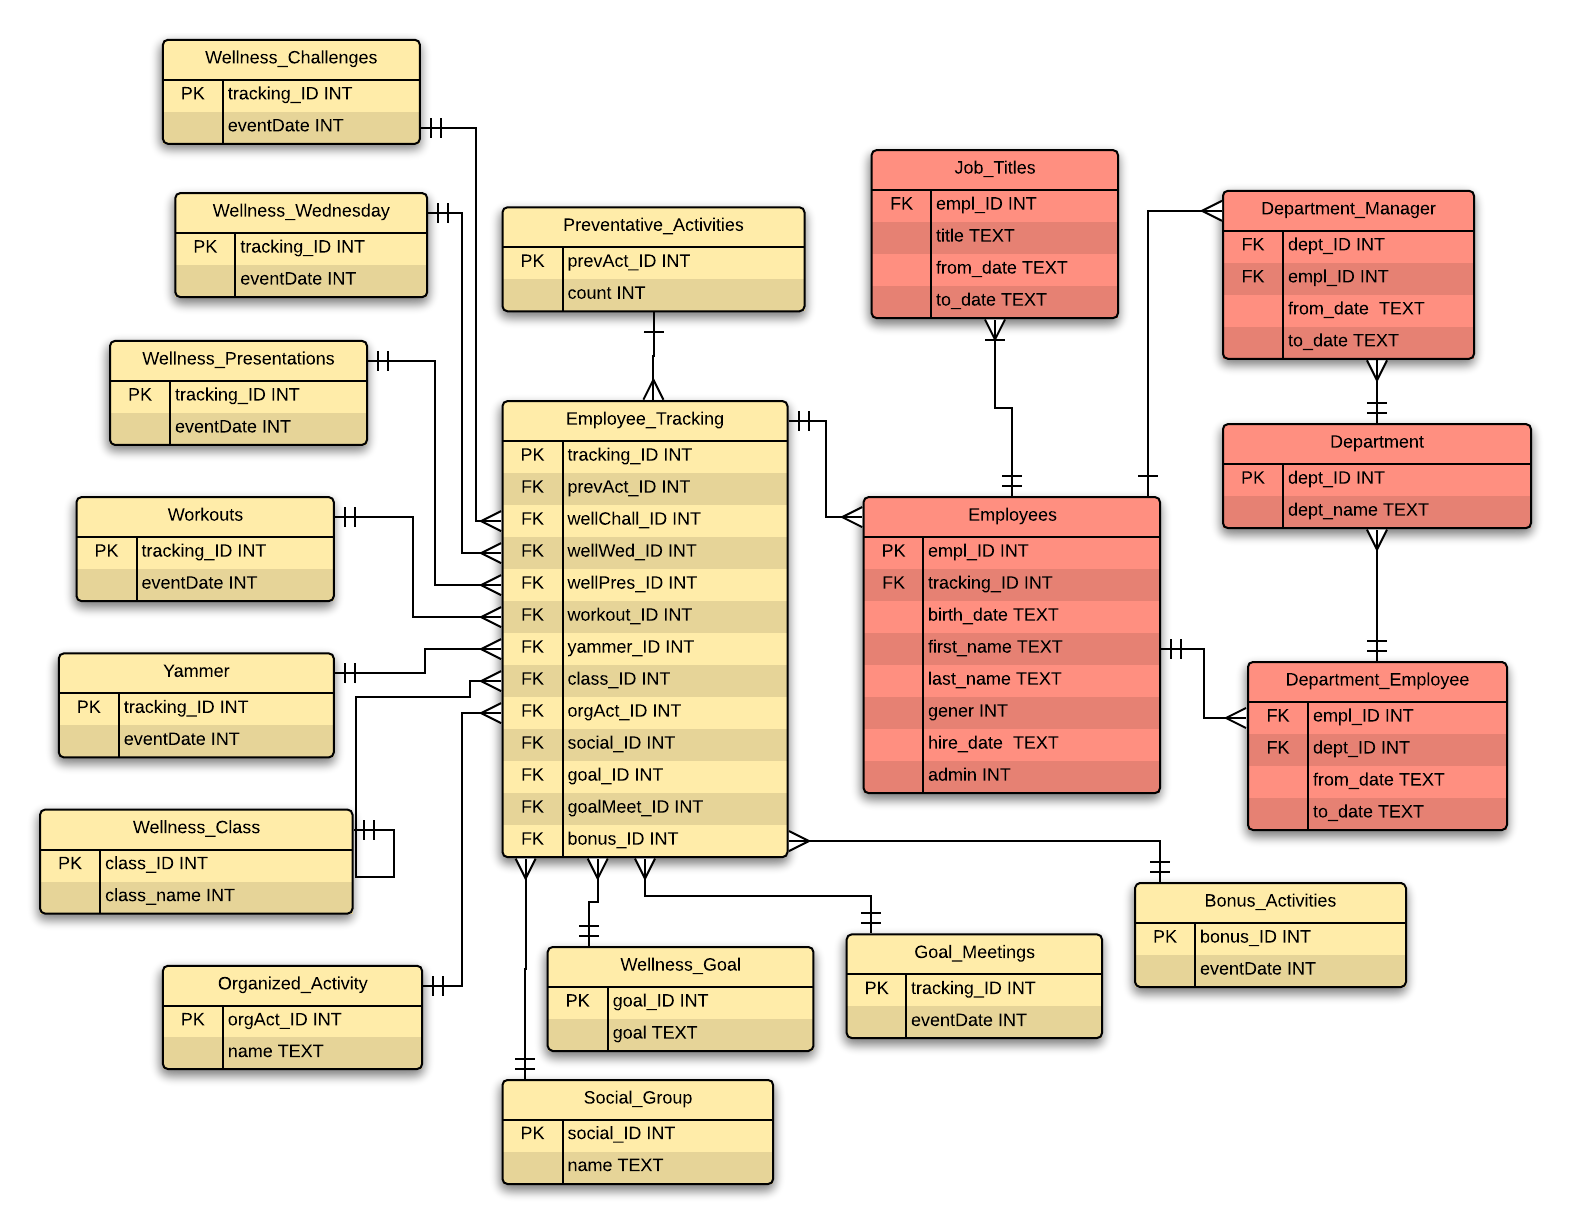 Wellness_Challenges
PK tracking_ID INT
eventDate INT
Wellness_Wednesday
PK tracking_ID INT
eventDate INT
Wellness_Presentations
PK tracking_ID INT
eventDate INT
Workouts
PK tracking_ID INT
eventDate INT
Yammer
PK tracking_ID INT
eventDate INT
Wellness_Class
PK class_ID INT
class_name INT
Organized_Activity
PK orgAct_ID INT
name TEXT
Preventative_Activities
PK prevAct_ID INT
count INT
Employee_Tracking
PK tracking_ID INT
FK prevAct_ID INT
FK wellChall_ID INT
FK wellWed_ID INT
FK wellPres_ID INT
FK workout_ID INT
FK yammer_ID INT
FK class_ID INT
FK orgAct_ID INT
FK social_ID INT
FK goal_ID INT
FK goalMeet_ID INT
FK bonus_ID INT
Wellness_Goal
PK goal_ID INT
goal TEXT
Social_Group
PK social_ID INT
name TEXT
Goal_Meetings
PK tracking_ID INT
eventDate INT
Bonus_Activities
PK bonus_ID INT
eventDate INT
Job_Titles
FK empl_ID INT
title TEXT
from_date TEXT
to_date TEXT
Employees
PK empl_ID INT
FK tracking_ID INT
birth_date TEXT
first_name TEXT
last_name TEXT
gener INT
hire_date TEXT
admin INT
Department_Manager
FK dept_ID INT
FK empl_ID INT
from_date TEXT
to_date TEXT
Department
PK dept_ID INT
dept_name TEXT
Department_Employee
FK empl_ID INT
FK dept_ID INT
from_date TEXT
to_date TEXT